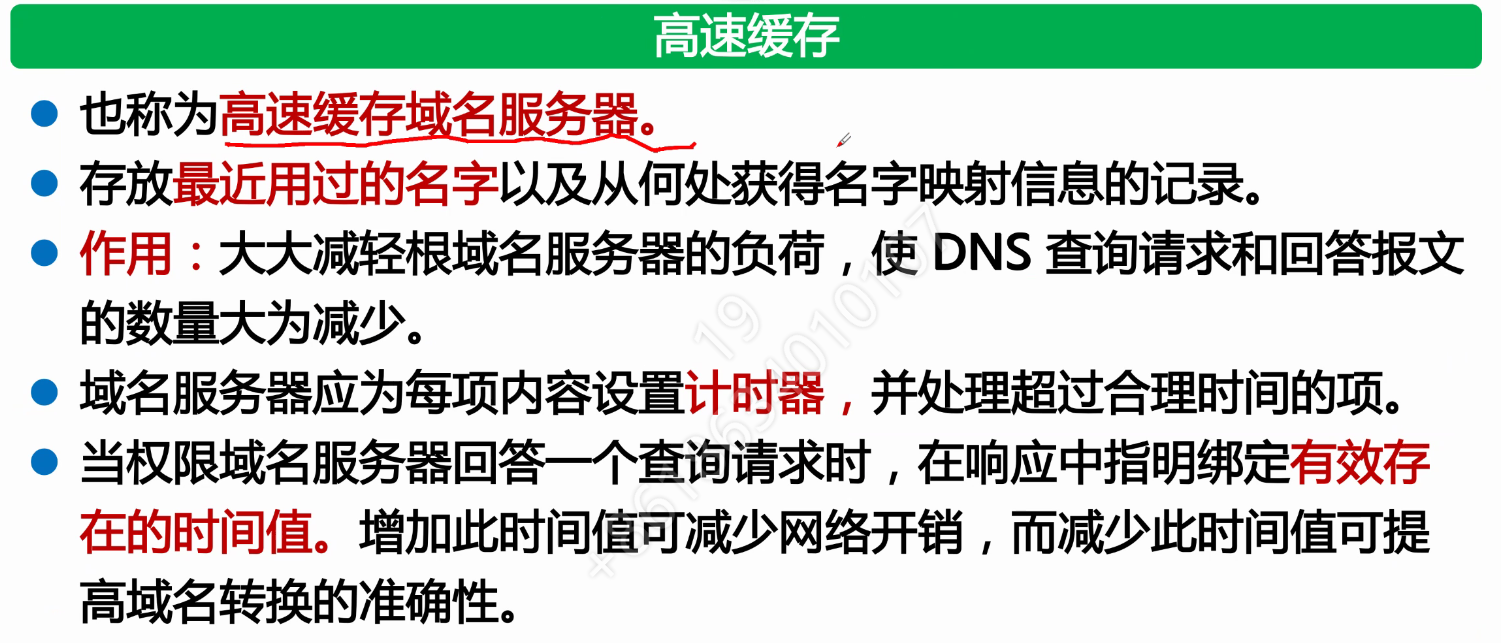 高速缓存
也称为高速缓存域名服务器。
存放最近用过的名字以及从何处获得名字映射信息的记录。
作用：大大减轻根域名服务器的负荷，使 DNS 查询请求和回答报文
的数量大为减少。
域名服务器应为每项内容设置计时器，并处理超过合理时间的项。
当权限域名服务器回答一个查询请求时，在响应中指明绑定有效存
在的时间值。增加此时间值可减少网络开销，而减少此时间值可提
高域名转换的准确性。
19